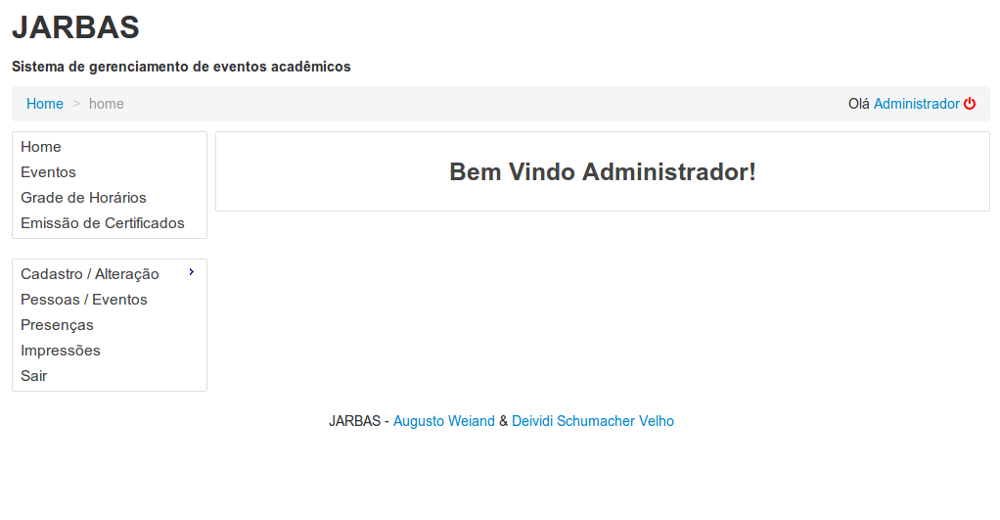 JARBAS
Sistema de gerenciamento de eventos acadêmicos
Home > home
Olá Administrador
Home
Eventos
Grade de Horários
Emissão de Certificados
Bem Vindo Administrador!
Cadastro / Alteração
Pessoas / Eventos
Presenças
Impressões
Sair
JARBAS - Augusto Weiand & Deividi Schumacher Velho